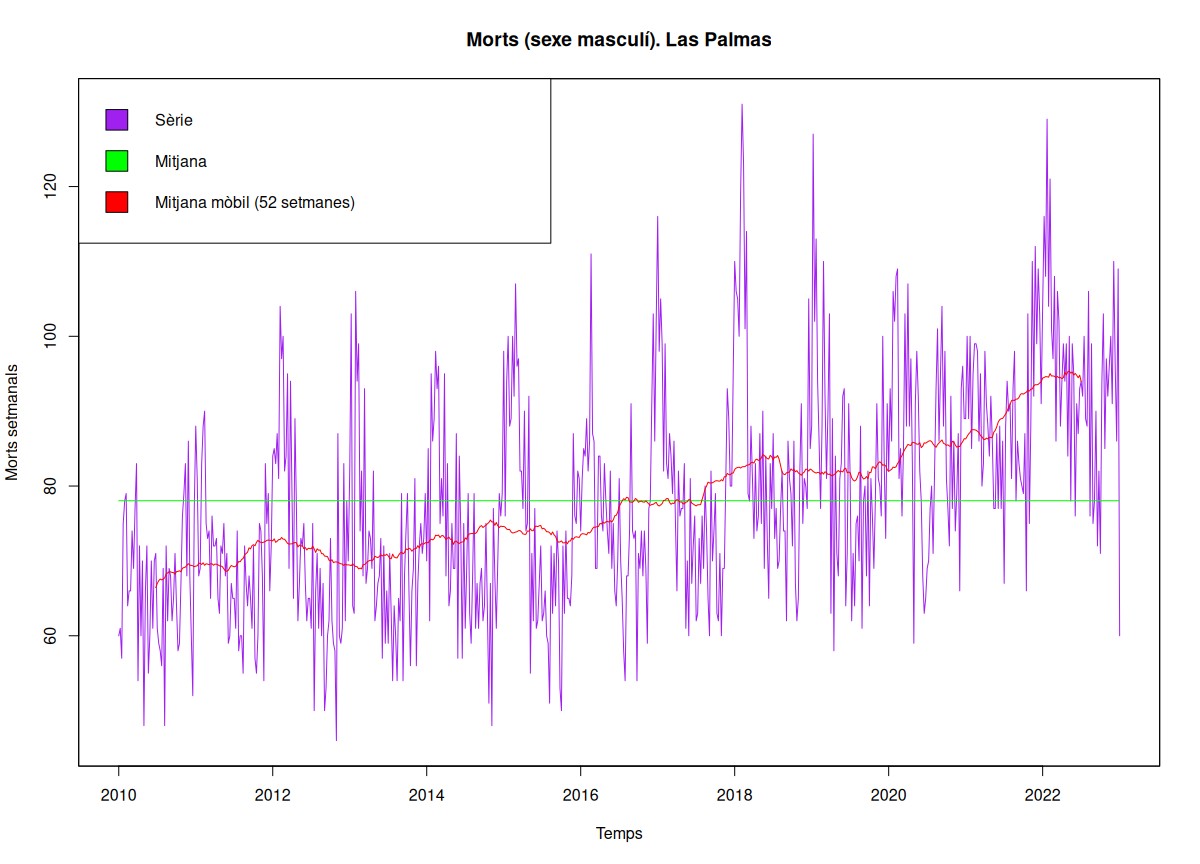 Morts (sexe masculí). Las Palmas
Sèrie
Mitjana
Mitjana mòbil (52 setmanes)
Morts setmanals
120
100
80
60
2010 2012 2014 2016 2018 2020 2022
Temps